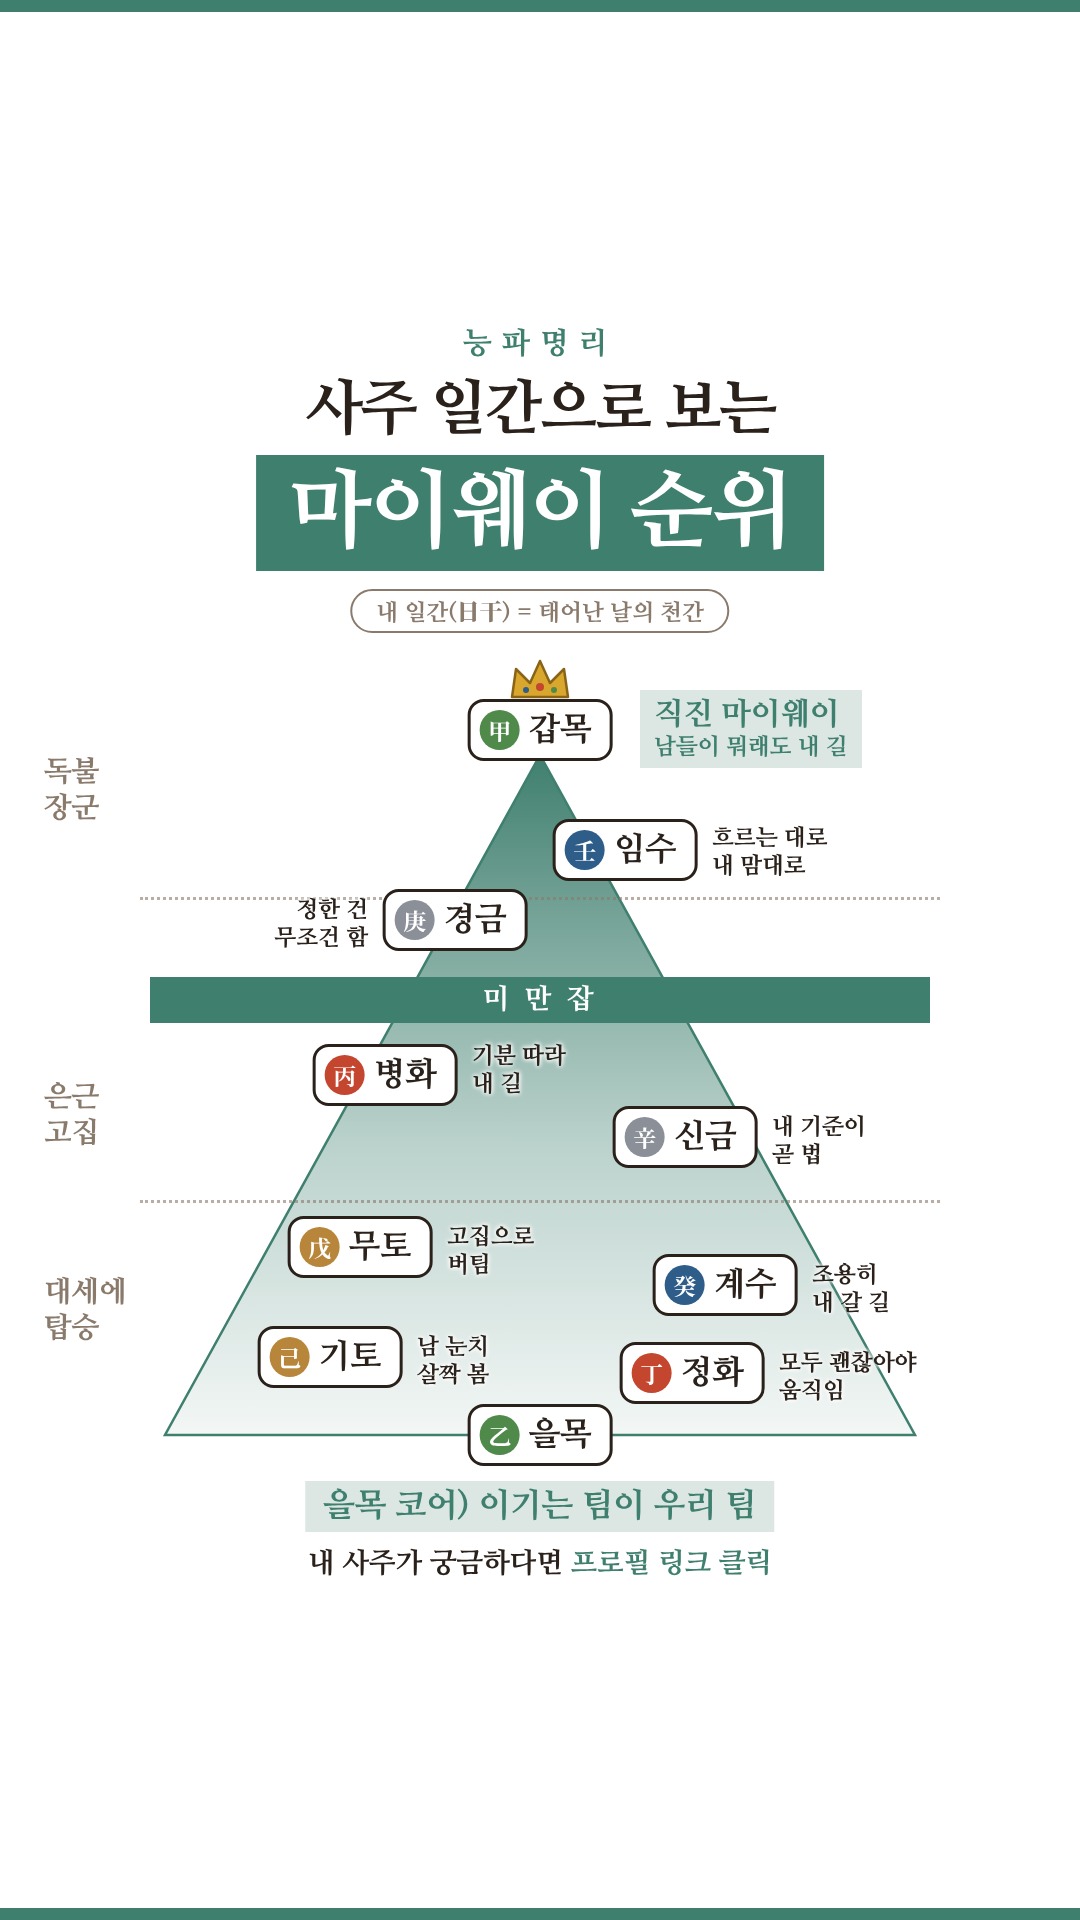 능파명리
사주 일간으로 보는
마이웨이 순위
내 일간(日干) = 태어난 날의 천간
甲 갑목
직진 마이웨이
남들이 뭐래도 내 길
독불
장군
壬 임수
흐르는 대로
내 맘대로
정한 건
무조건 함
庚 경금
미만잡
丙 병화
기분 따라
내 길
은근
고집
辛 신금
내 기준이
곧 법
戊 무토
고집으로
버팀
癸 계수
조용히
내 갈 길
대세에
탑승
己 기토
남 눈치
살짝 봄
丁 정화
모두 괜찮아야
움직임
乙 을목
을목 코어) 이기는 팀이 우리 팀
내 사주가 궁금하다면 프로필 링크 클릭